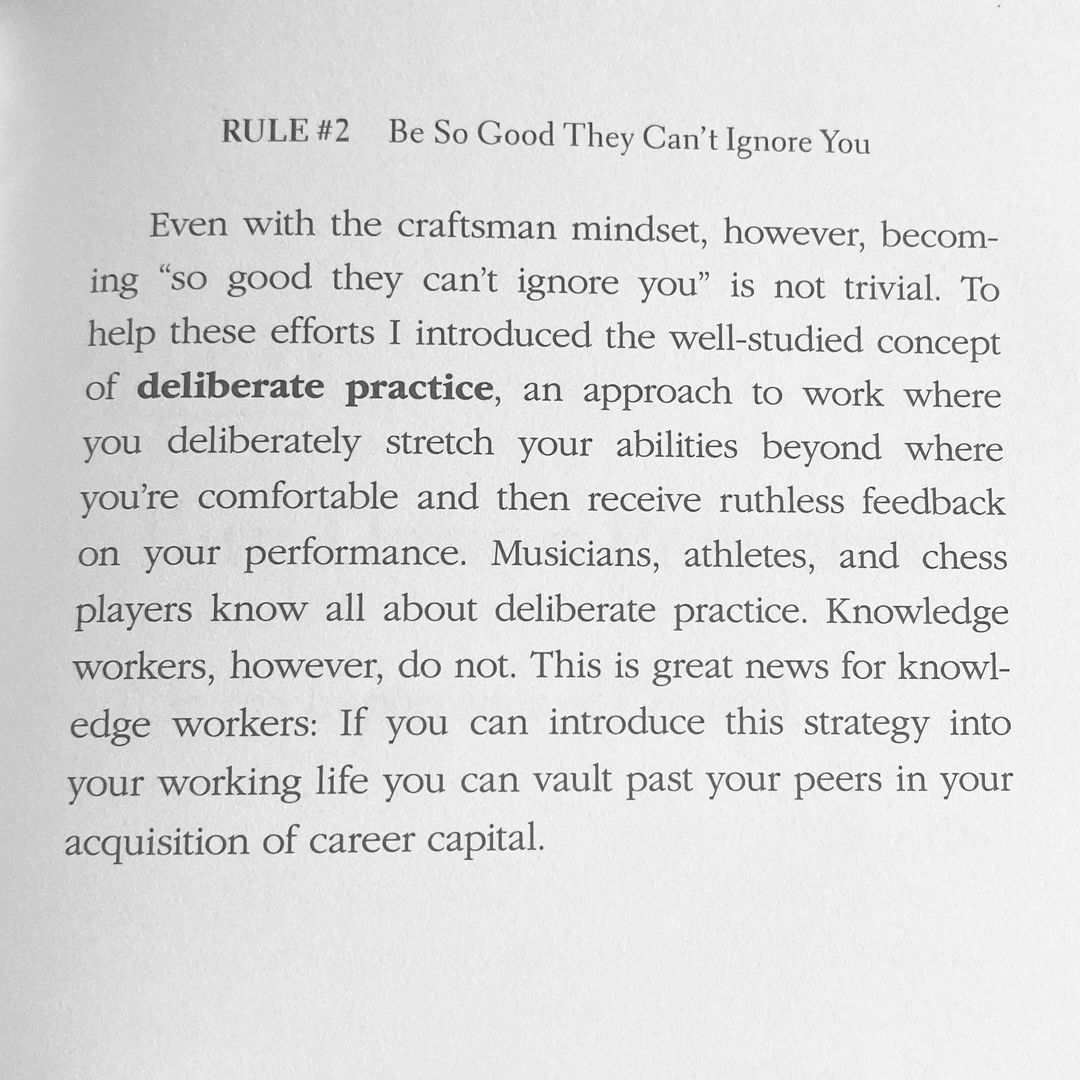 RULE #2 Be So Good They Can't Ignore You
Even with the craftsman mindset, however, becom-
ing “so good they can't ignore you” is not trivial. To
help these efforts I introduced the well-studied concept
of deliberate practice, an approach to work where
you deliberately stretch your abilities beyond where
you're comfortable and then receive ruthless feedback
on your performance. Musicians, athletes, and chess
players know all about deliberate practice. Knowledge
workers, however, do not. This is great news for knowl-
edge workers: If you can introduce this strategy into
your working life you can vault past your peers in your
acquisition of career capital.